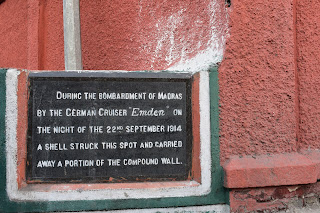 DURING THE BOMBARDMENT OF MADRAS
BY THE GERMAN CRUISER "Emden" ON
THE NIGHT OF THE 22ND SEPTEMBER 1914
A SHELL STRUCK THIS SPOT AND CARRIED
AWAY A PORTION OF THE COMPOUND WALL.